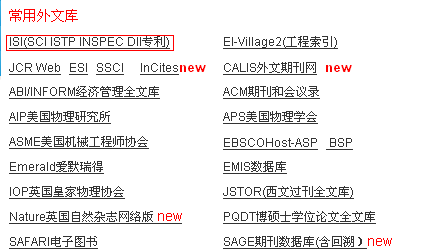 常用外文库
ISI(SCI ISTP INSPEC DII专利) EI-Village2(工程索引)
JCR Web ESI SSCI InCites new CALIS外文期刊网 new
ABI/INFORM经济管理全文库 ACM期刊和会议录
AIP美国物理研究所 APS美国物理学会
ASME美国机械工程师协会 EBSCOHost-ASP BSP
Emerald爱默瑞得 EMIS数据库
IOP英国皇家物理协会 JSTOR(西文过刊全文库)
Nature英国自然杂志网络版 new PQDT博硕士学位论文全文库
SAFARI电子图书 SAGE期刊数据库(含回溯） new